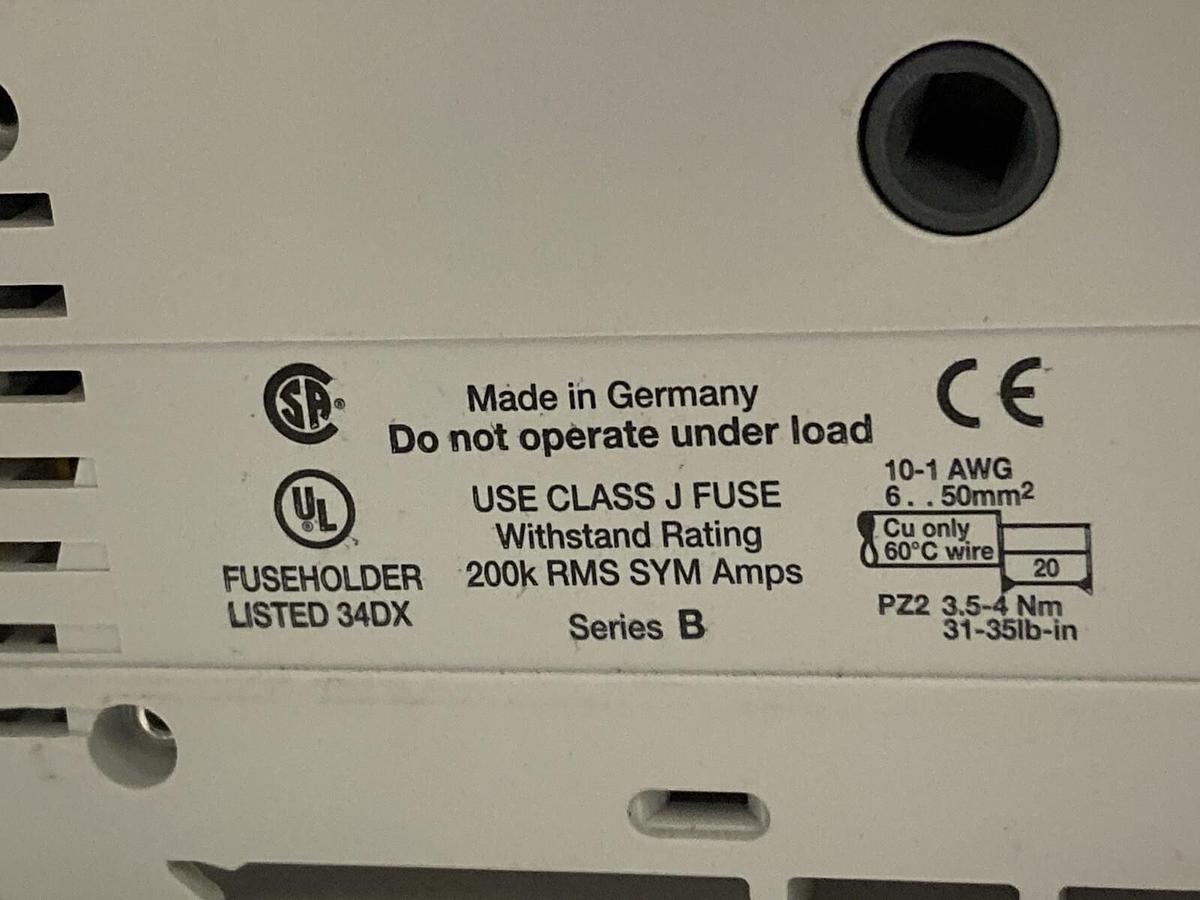 SA®
Made in Germany
Do not operate under load
CE
UL®
FUSEHOLDER
LISTED 34DX
USE CLASS J FUSE
Withstand Rating
200k RMS SYM Amps
Series B
10-1 AWG
6. . 50mm²
Cu only
60°C wire
20
PZ2 3.5-4 Nm
31-35lb-in